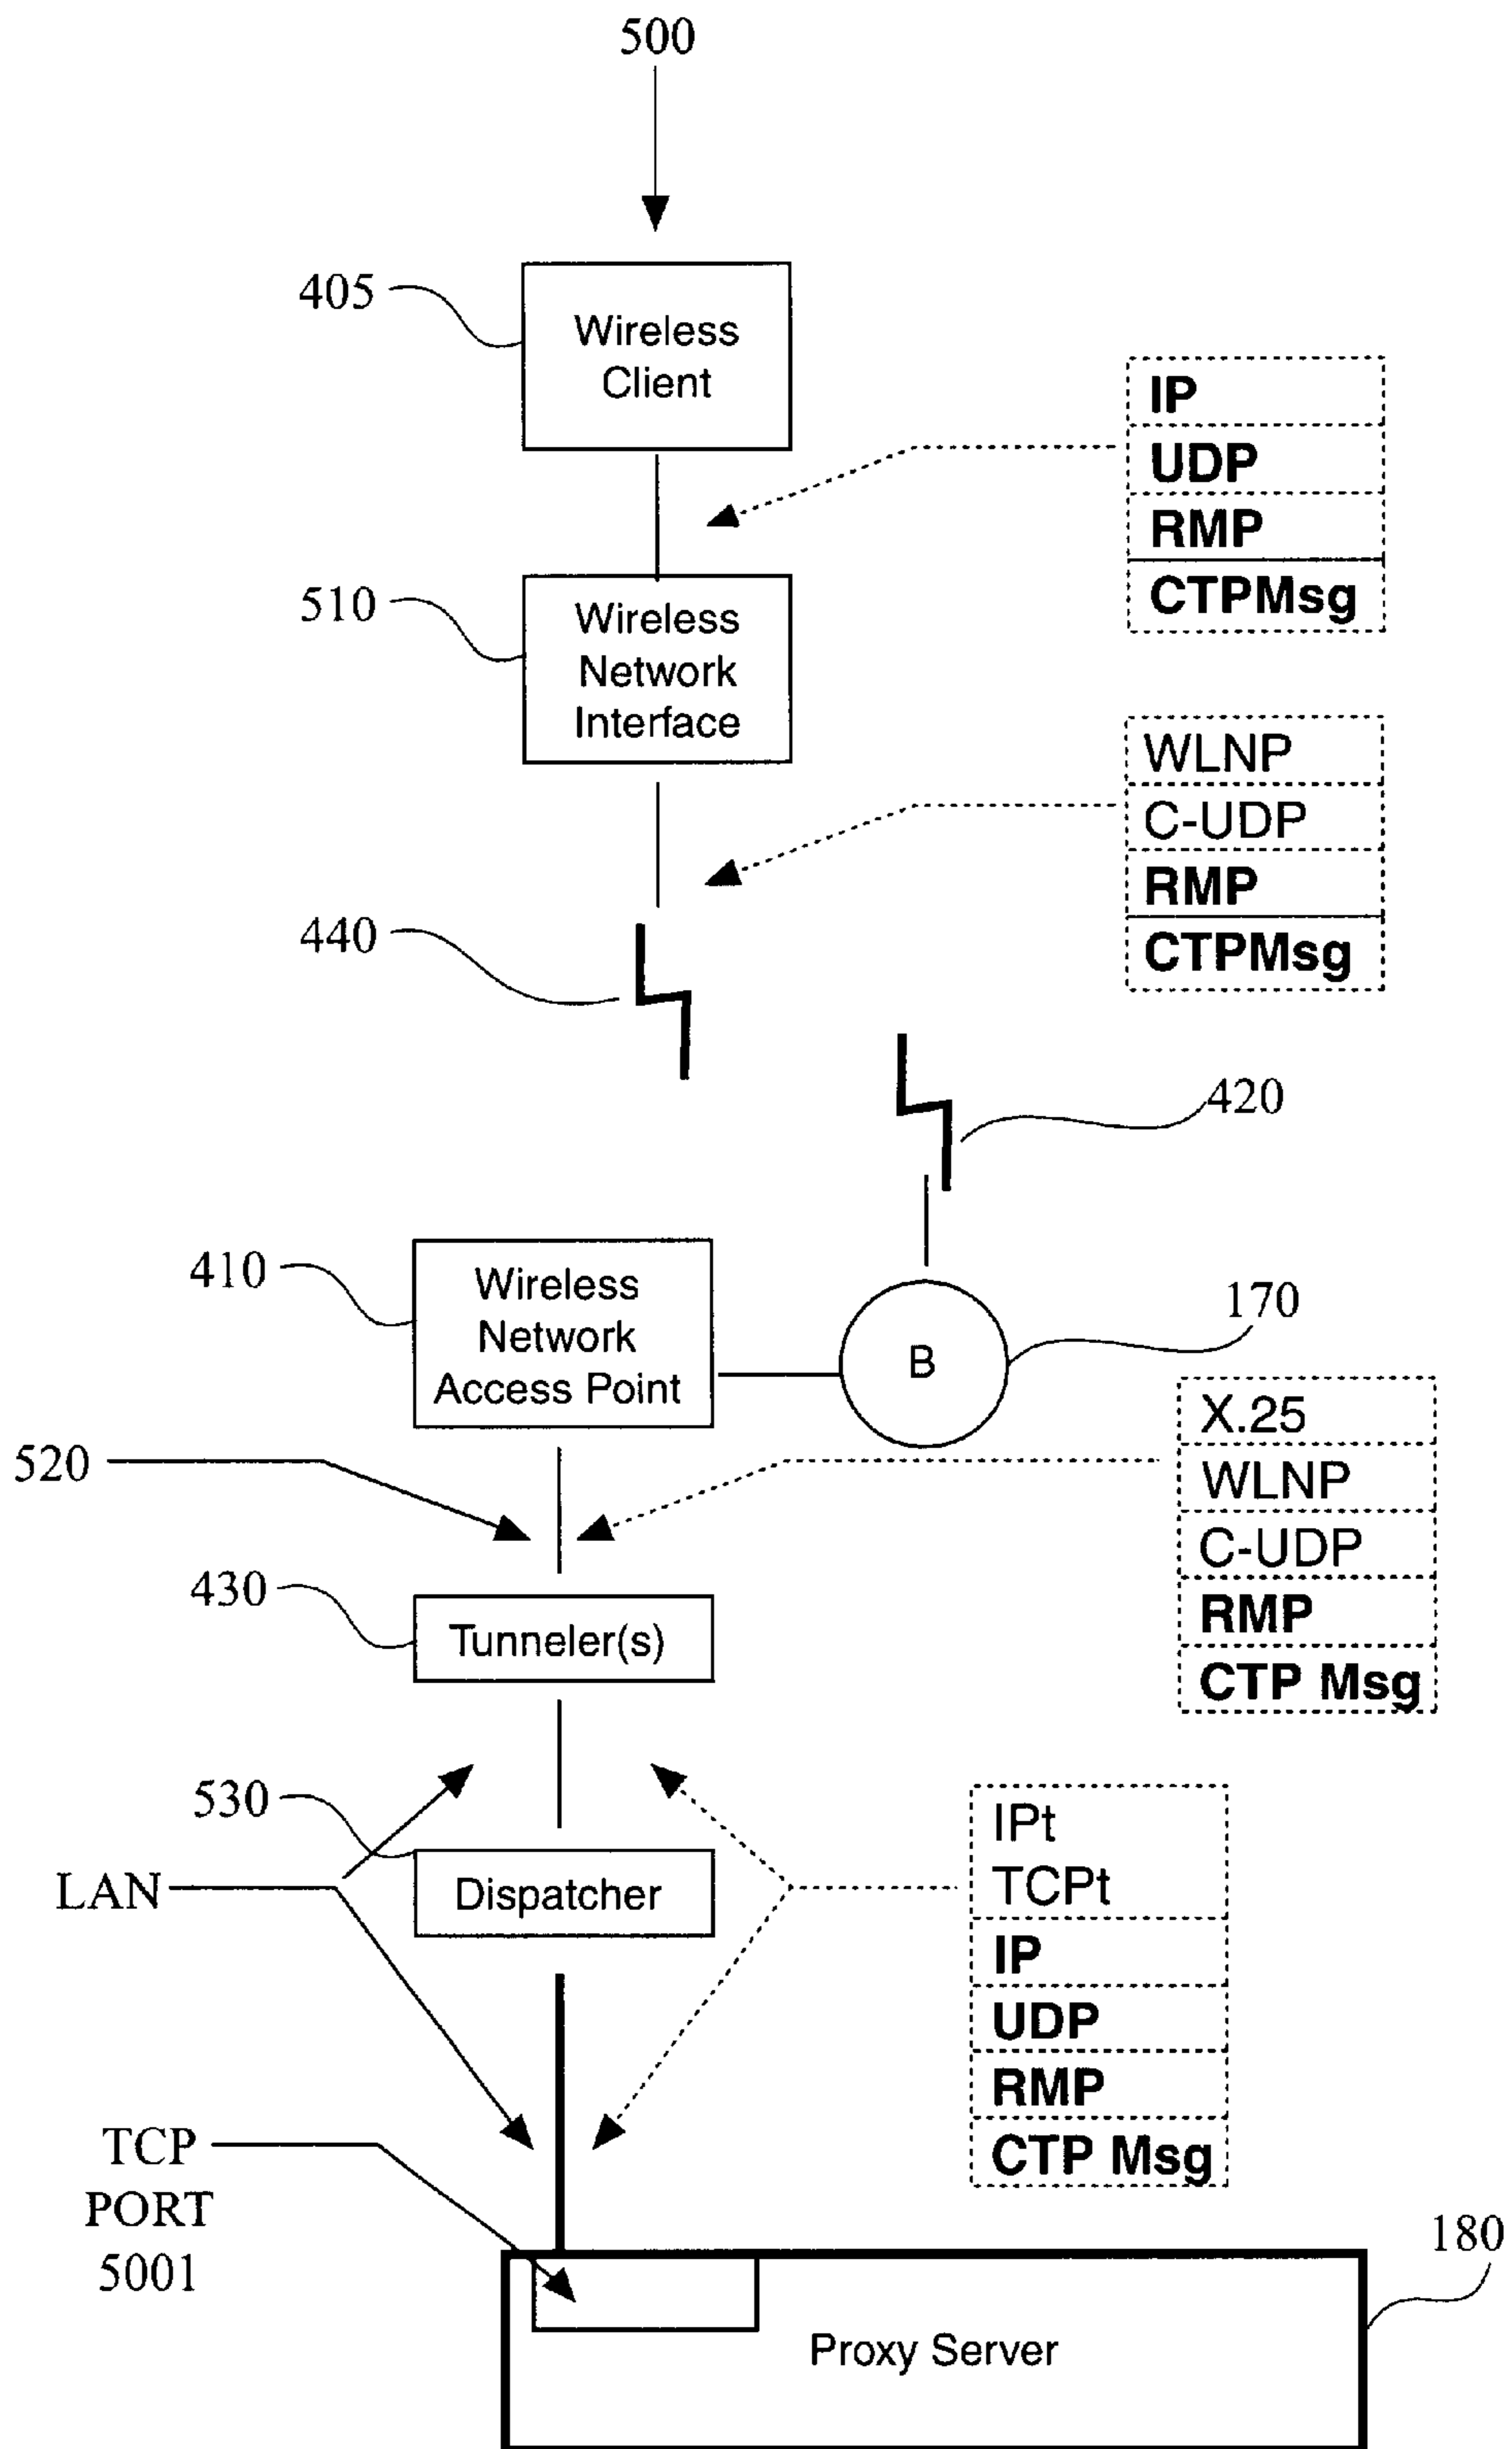 500
405
Wireless
Client
IP
UDP
RMP
CTPMsg
510
Wireless
Network
Interface
WLNP
C-UDP
RMP
CTPMsg
440
420
410
Wireless
Network
Access Point
B
170
520
X.25
WLNP
C-UDP
RMP
CTP Msg
430
Tunneler(s)
530
LAN
Dispatcher
IPt
TCPt
IP
UDP
RMP
CTP Msg
TCP
PORT
5001
180
Proxy Server